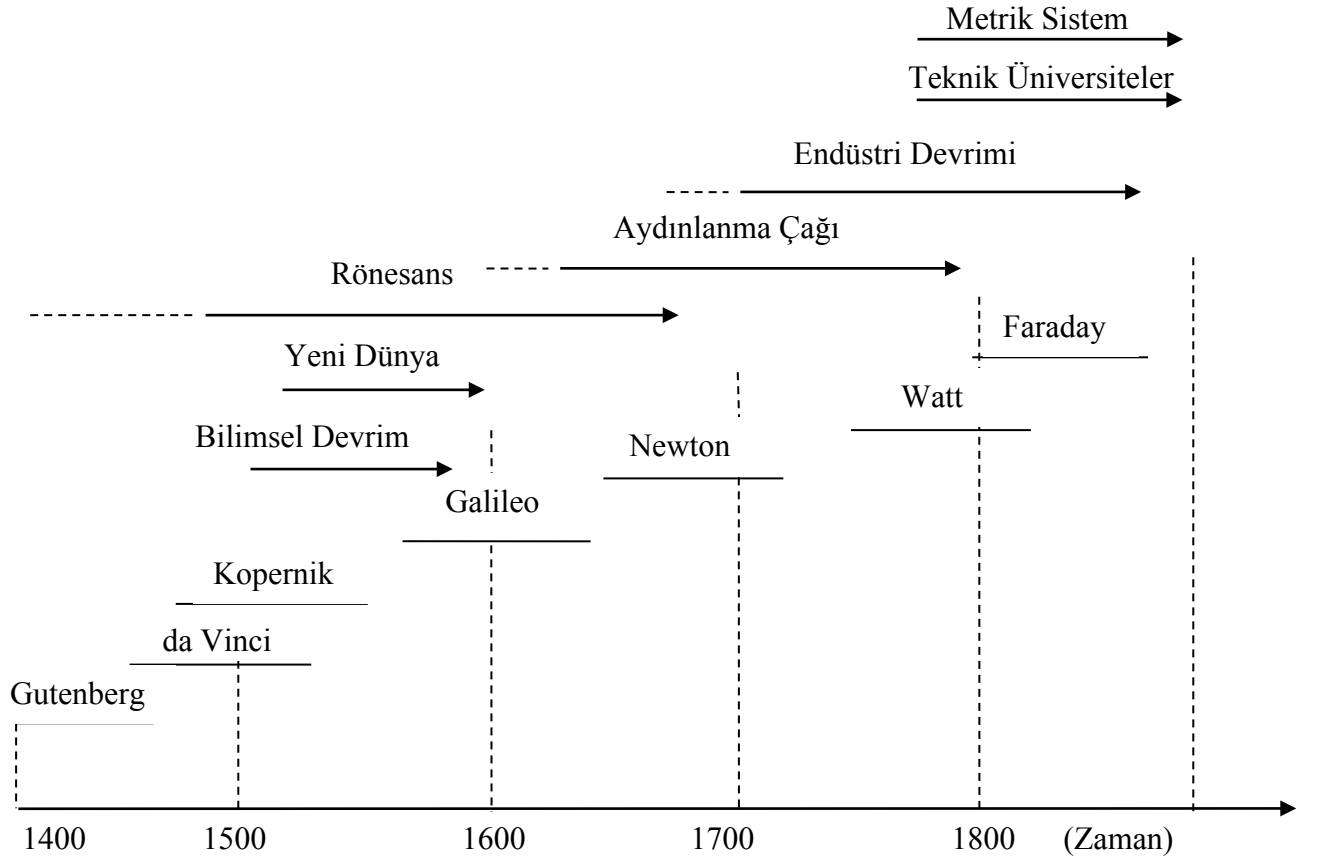 Metrik Sistem
Teknik Üniversiteler
Endüstri Devrimi
Aydınlanma Çağı
Rönesans
Faraday
Yeni Dünya
Watt
Bilimsel Devrim
Newton
Galileo
Kopernik
da Vinci
Gutenberg
1400 1500 1600 1700 1800 (Zaman)